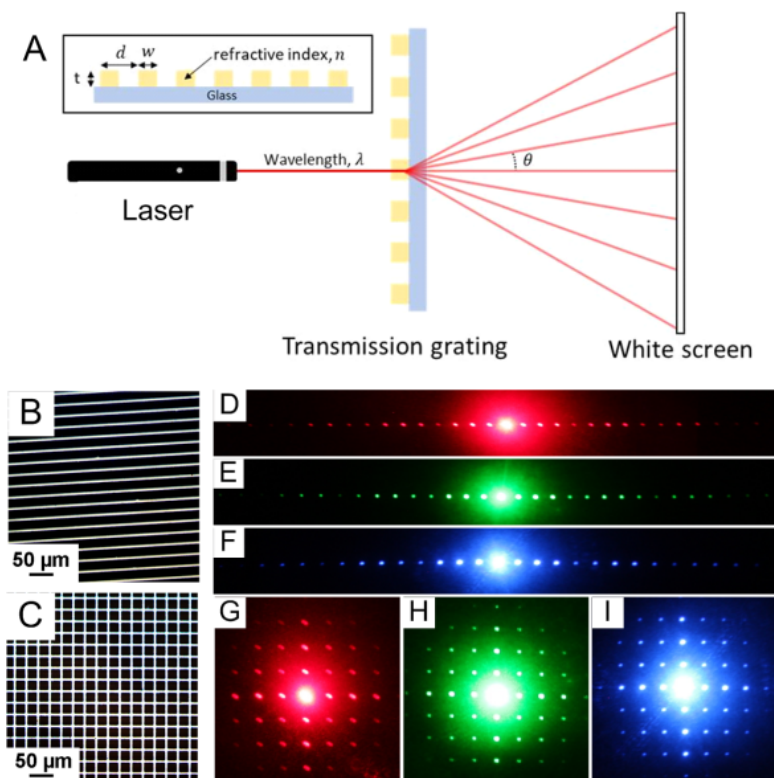 A
d w
refractive index, n
t
Glass
Wavelength, λ
θ
Laser
Transmission grating
White screen
B
50 µm
C
50 µm
D
E
F
G
H
I